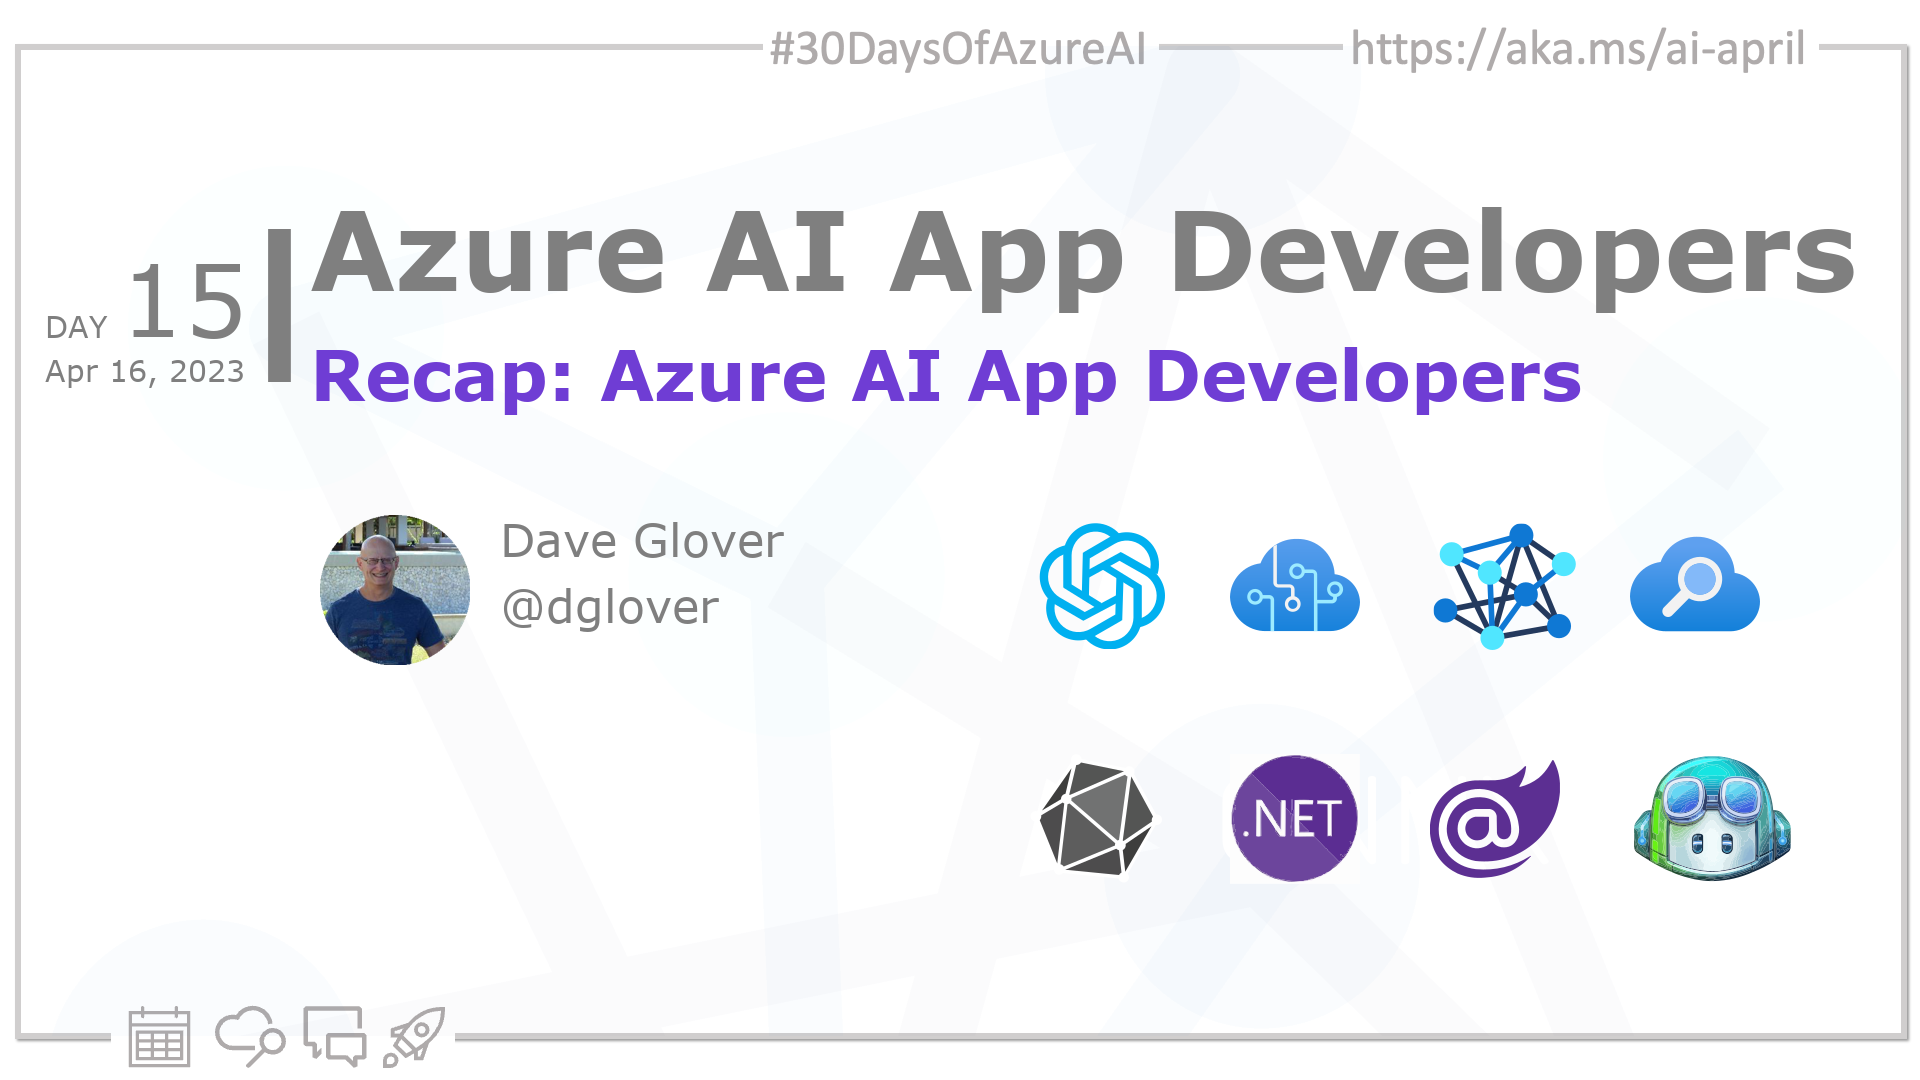 #30DaysOfAzureAI
https://aka.ms/ai-april
Azure AI App Developers
DAY 15
Apr 16, 2023
Recap: Azure AI App Developers
Dave Glover
@dglover
.NET
@